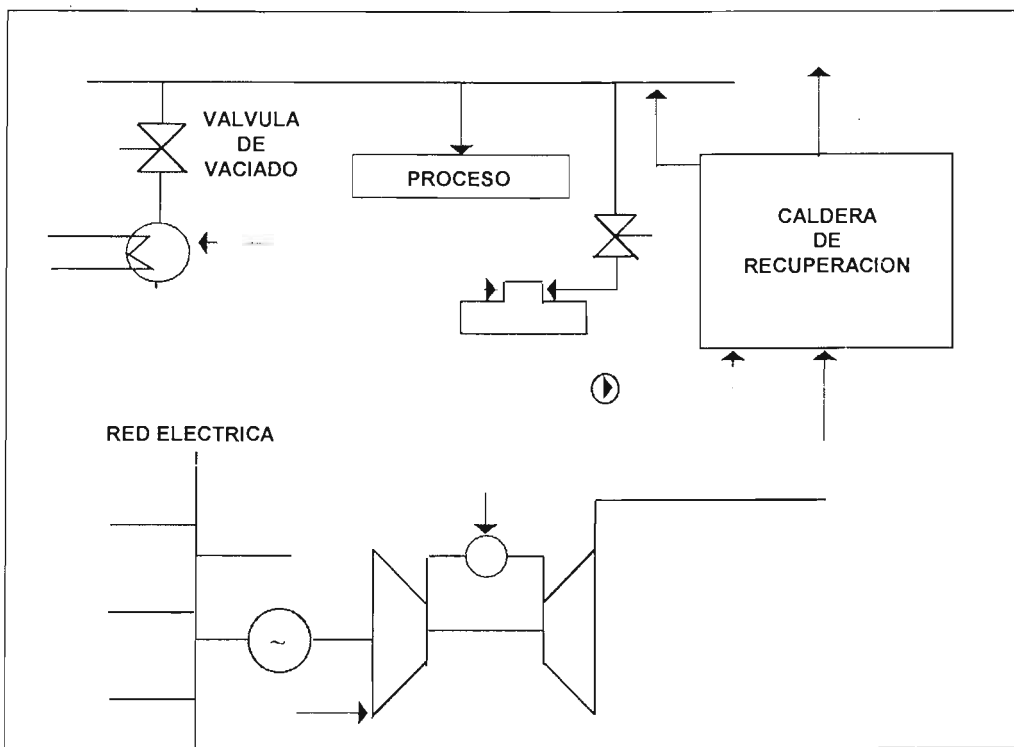 VALVULA
DE
VACIADO
PROCESO
CALDERA
DE
RECUPERACION
RED ELECTRICA
~